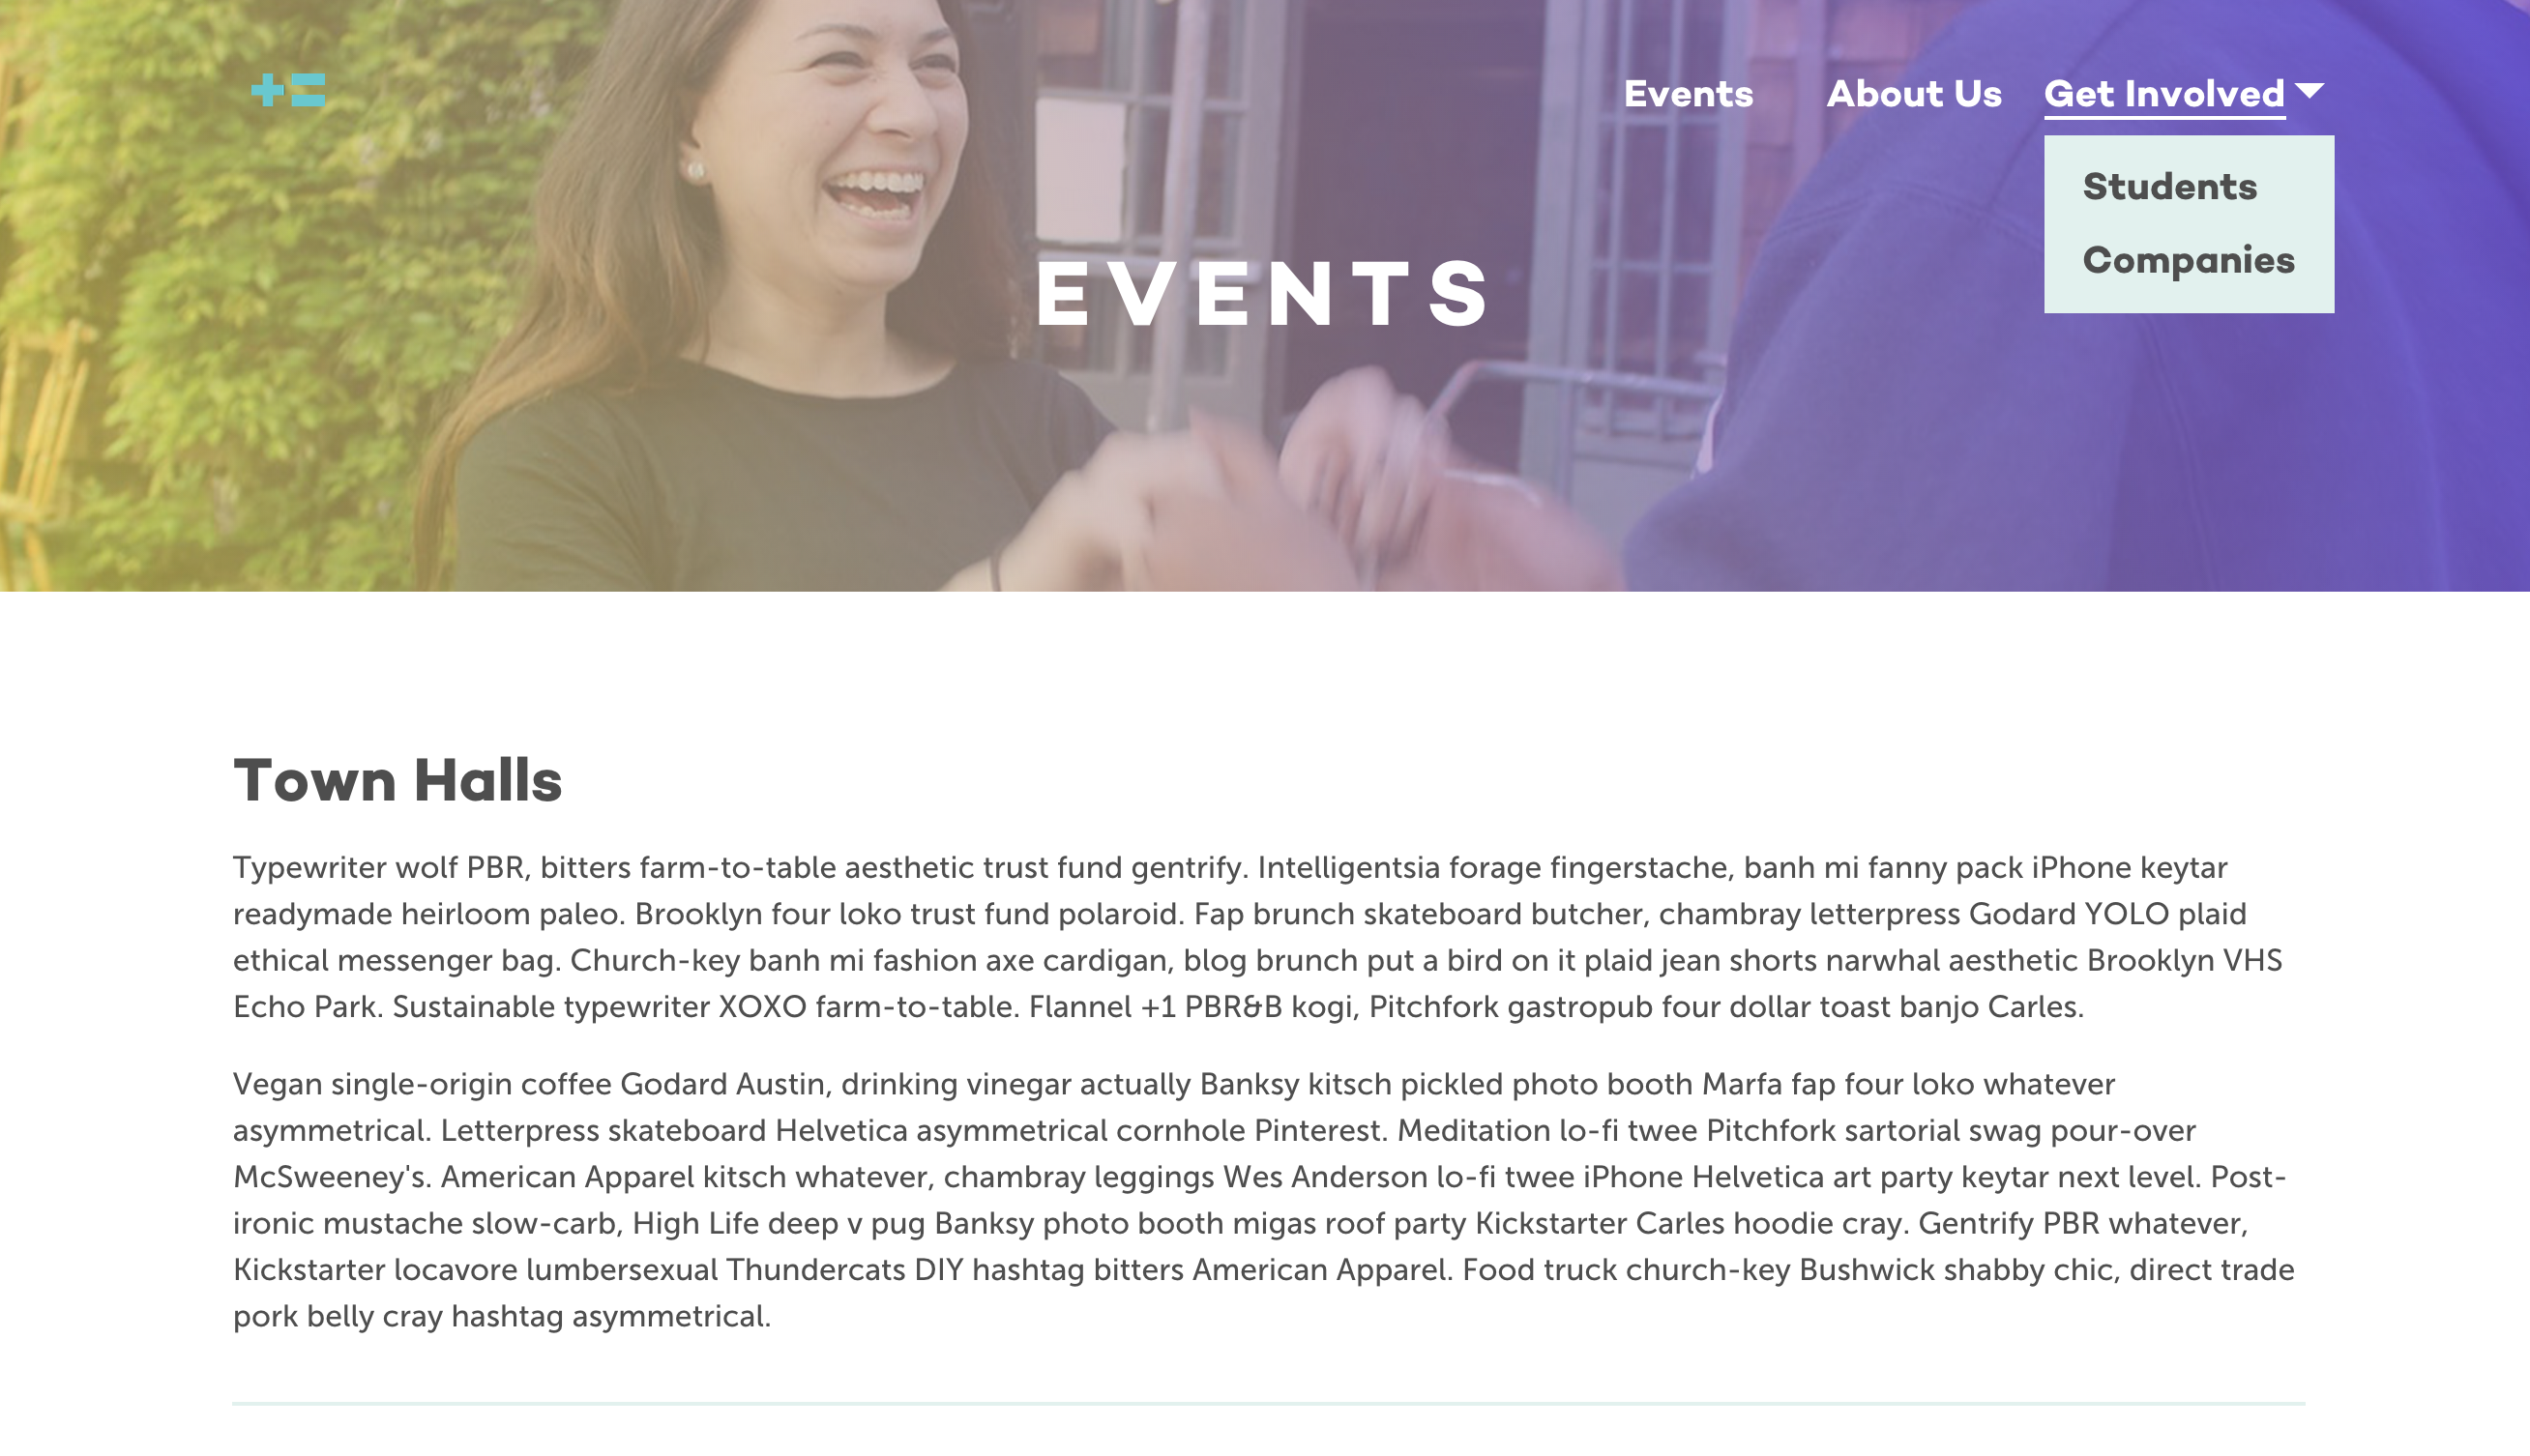 Events About Us Get Involved
Students
Companies
EVENTS
Town Halls
Typewriter wolf PBR, bitters farm-to-table aesthetic trust fund gentrify. Intelligentsia forage fingerstache, banh mi fanny pack iPhone keytar
readymade heirloom paleo. Brooklyn four loko trust fund polaroid. Fap brunch skateboard butcher, chambray letterpress Godard YOLO plaid
ethical messenger bag. Church-key banh mi fashion axe cardigan, blog brunch put a bird on it plaid jean shorts narwhal aesthetic Brooklyn VHS
Echo Park. Sustainable typewriter XOXO farm-to-table. Flannel +1 PBR&B kogi, Pitchfork gastropub four dollar toast banjo Carles.
Vegan single-origin coffee Godard Austin, drinking vinegar actually Banksy kitsch pickled photo booth Marfa fap four loko whatever
asymmetrical. Letterpress skateboard Helvetica asymmetrical cornhole Pinterest. Meditation lo-fi twee Pitchfork sartorial swag pour-over
McSweeney's. American Apparel kitsch whatever, chambray leggings Wes Anderson lo-fi twee iPhone Helvetica art party keytar next level. Post-
ironic mustache slow-carb, High Life deep v pug Banksy photo booth migas roof party Kickstarter Carles hoodie cray. Gentrify PBR whatever,
Kickstarter locavore lumbersexual Thundercats DIY hashtag bitters American Apparel. Food truck church-key Bushwick shabby chic, direct trade
pork belly cray hashtag asymmetrical.